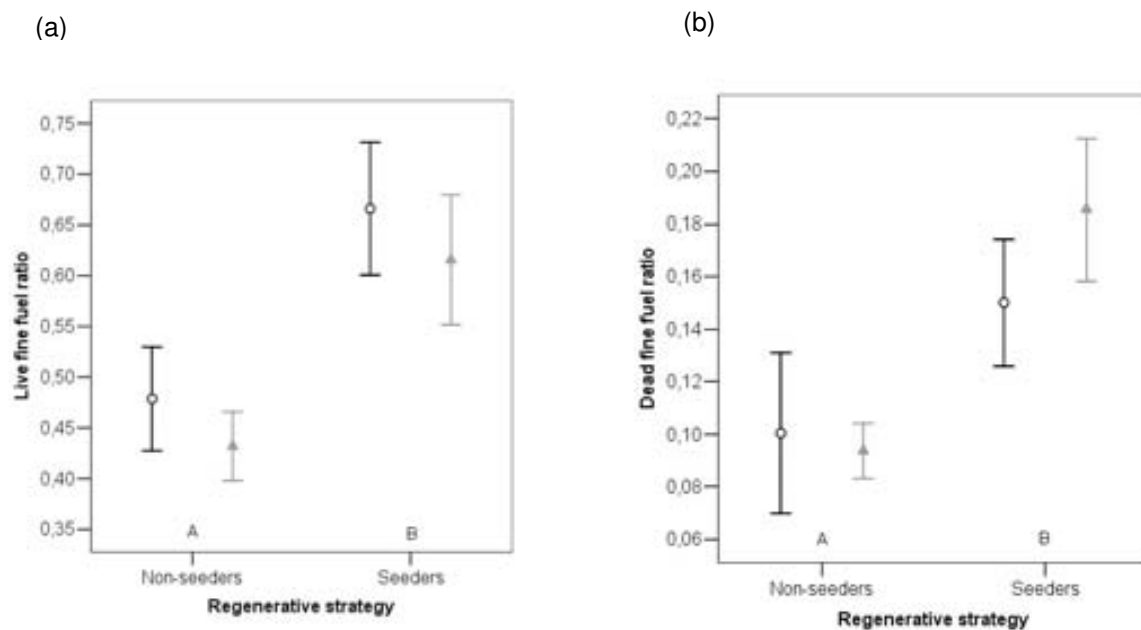 (a)
0,75
0,70
0,65
0,60
0,55
0,50
0,45
0,40
0,35
Live fine fuel ratio
A
B
Non-seeders
Seeders
Regenerative strategy
(b)
0,22
0,20
0,18
0,16
0,14
0,12
0,10
0,08
0,06
Dead fine fuel ratio
A
B
Non-seeders
Seeders
Regenerative strategy